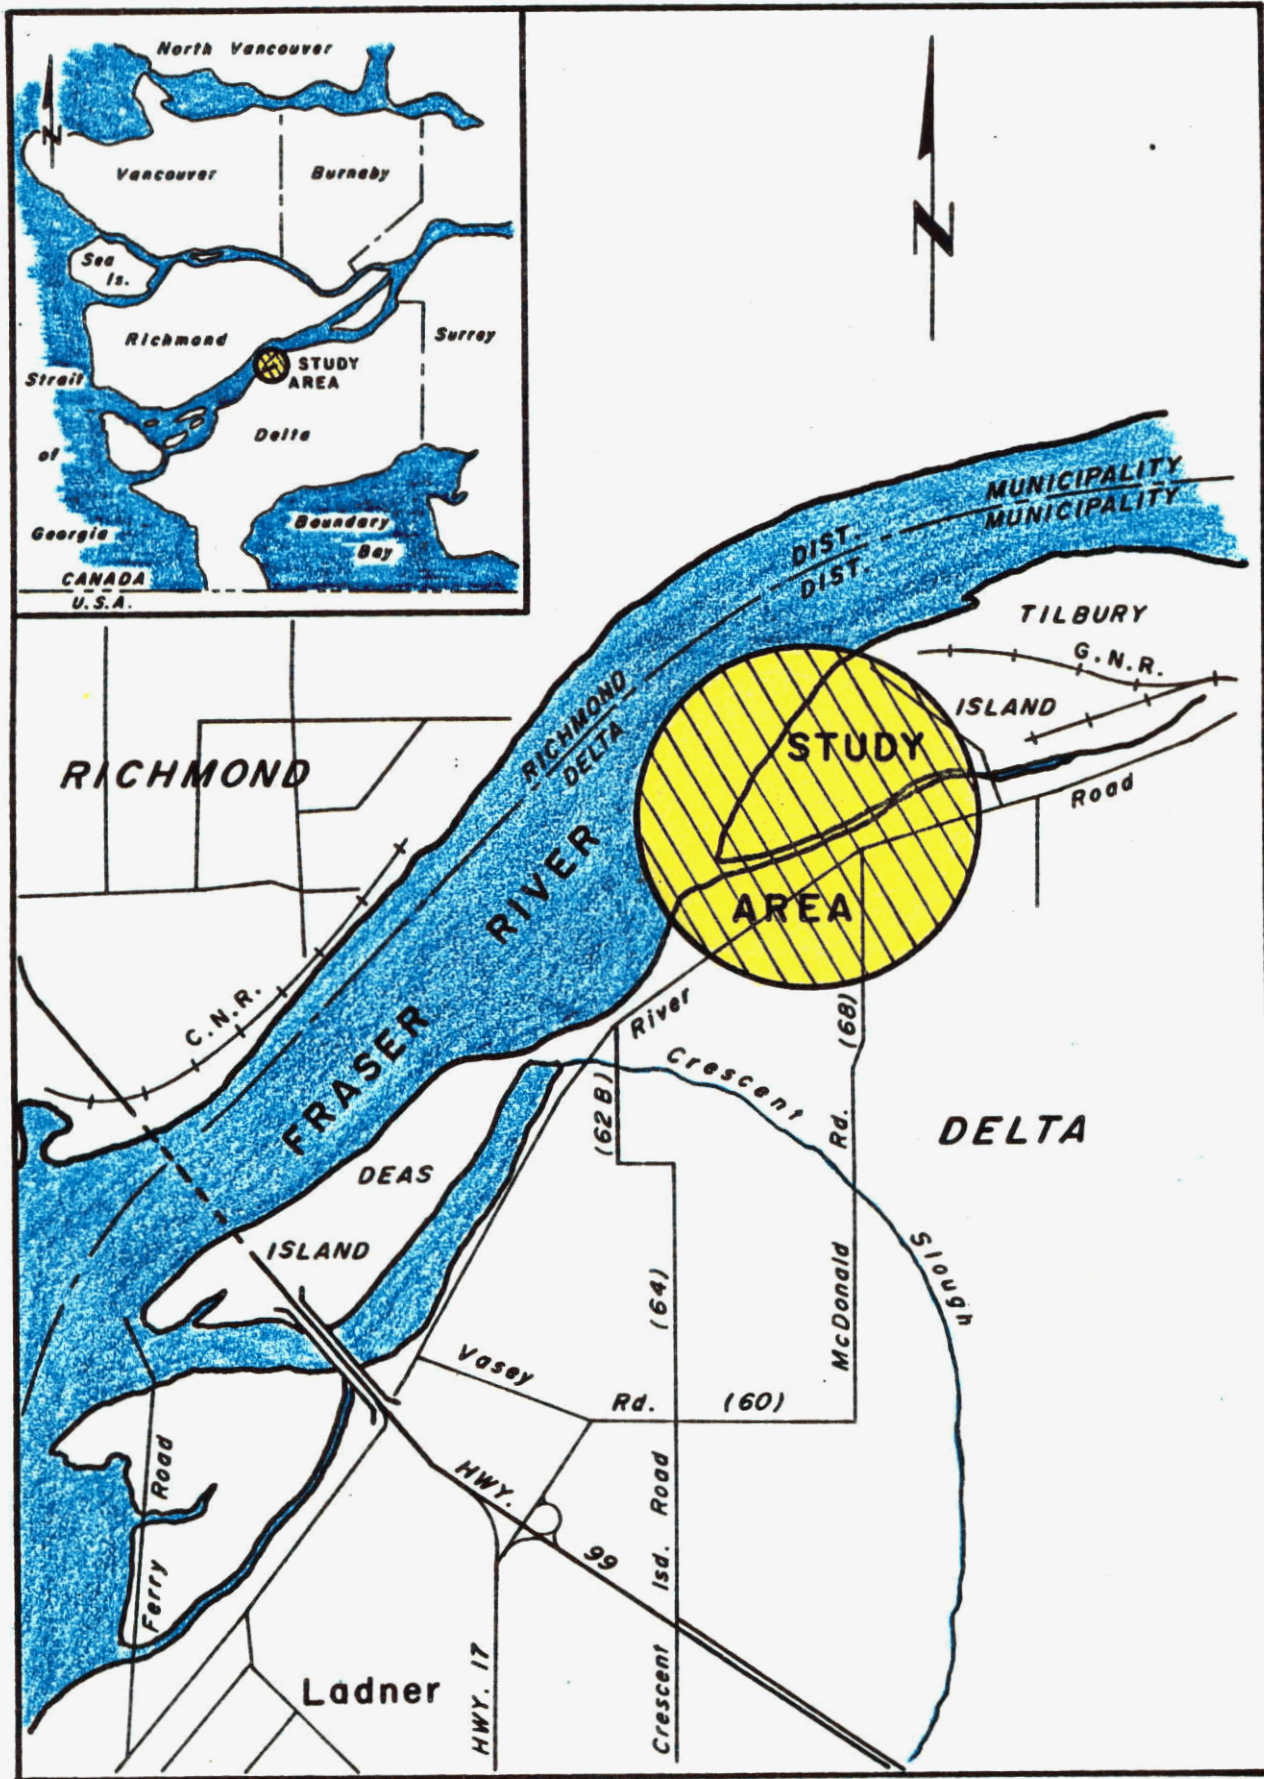 North Vancouver
N
Vancouver
Burnaby
Sea
Is.
Richmond
Surrey
STUDY
AREA
Strait
of
Georgia
Delta
Boundary
Bay
CANADA
U.S.A.
N
MUNICIPALITY
MUNICIPALITY
DIST.
DIST.
RICHMOND
DELTA
TILBURY
G.N.R.
ISLAND
RICHMOND
STUDY
AREA
Road
FRASER RIVER
C.N.R.
River
(68)
Crescent
Slough
(62 B)
DELTA
DEAS
ISLAND
McDonald Rd.
(64)
Vasey
Rd.
(60)
Ferry Road
HWY.
99
Crescent Isd. Road
HWY. 17
Ladner